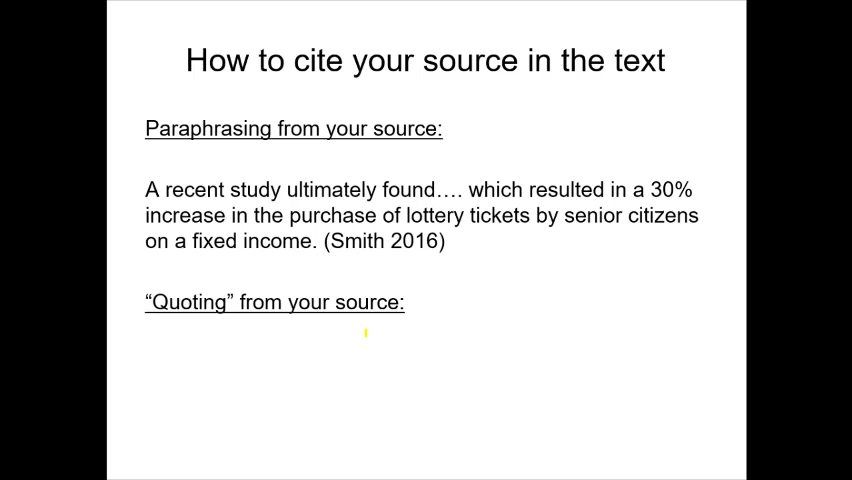 How to cite your source in the text
Paraphrasing from your source:
A recent study ultimately found…. which resulted in a 30%
increase in the purchase of lottery tickets by senior citizens
on a fixed income. (Smith 2016)
“Quoting” from your source: